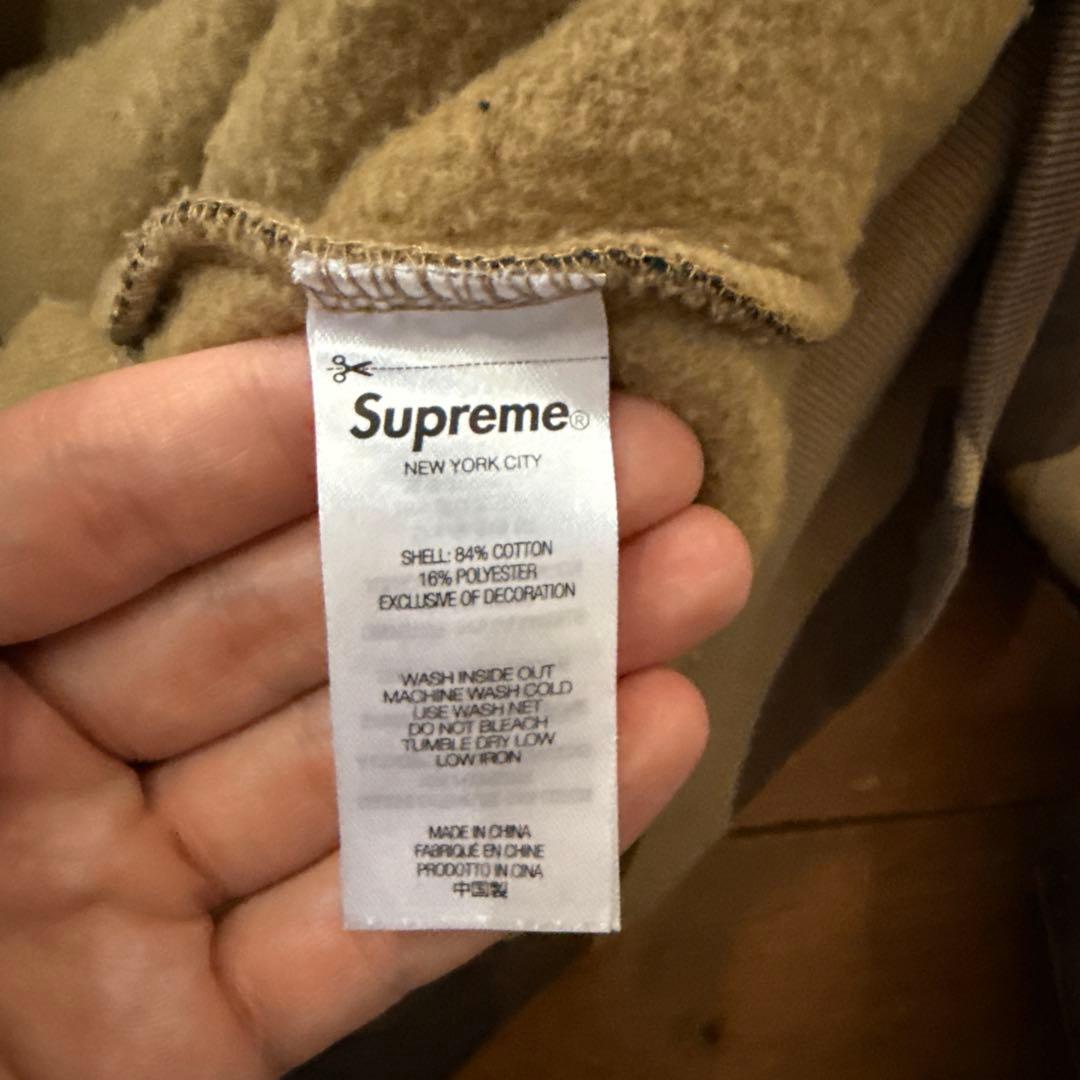 Supreme®
NEW YORK CITY
SHELL: 84% COTTON
16% POLYESTER
EXCLUSIVE OF DECORATION
WASH INSIDE OUT
MACHINE WASH COLD
USE WASH NET
DO NOT BLEACH
TUMBLE DRY LOW
LOW IRON
MADE IN CHINA
FABRIQUÉ EN CHINE
PRODOTTO IN CINA
中国製